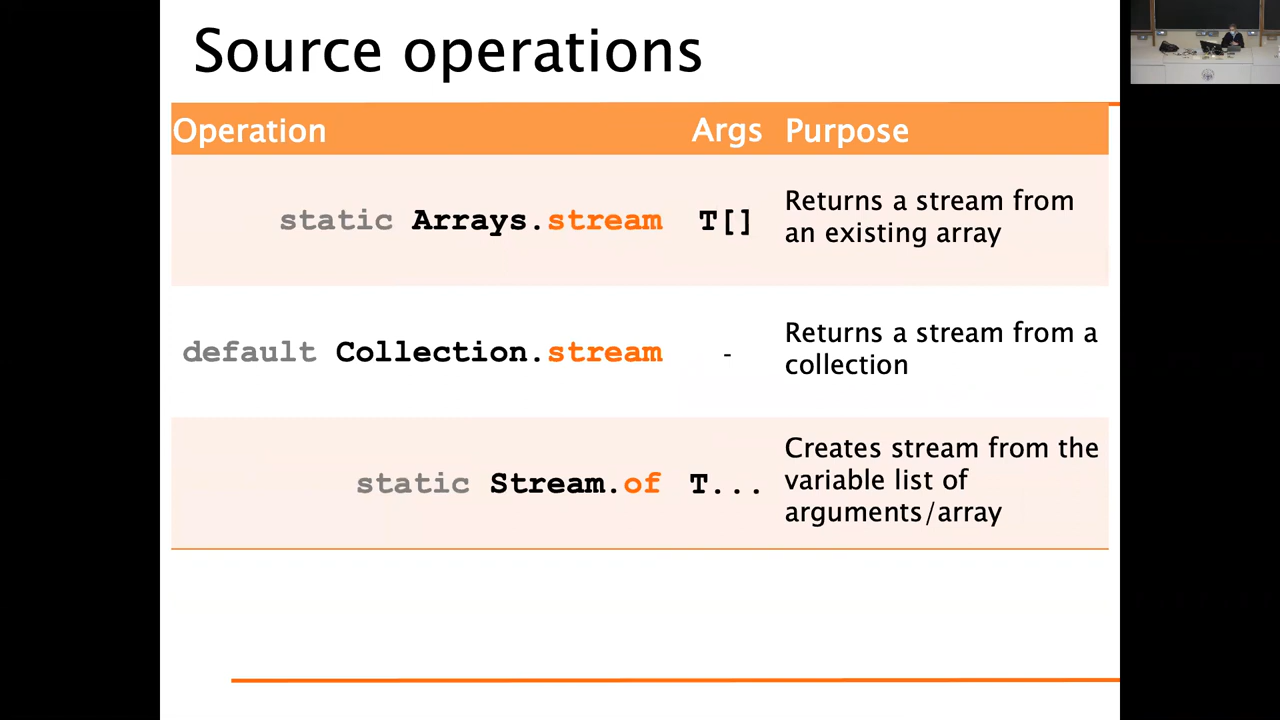 Source operations
Operation Args Purpose
static Arrays.stream T[] Returns a stream from
an existing array
default Collection.stream - Returns a stream from a
collection
static Stream.of T... Creates stream from the
variable list of
arguments/array